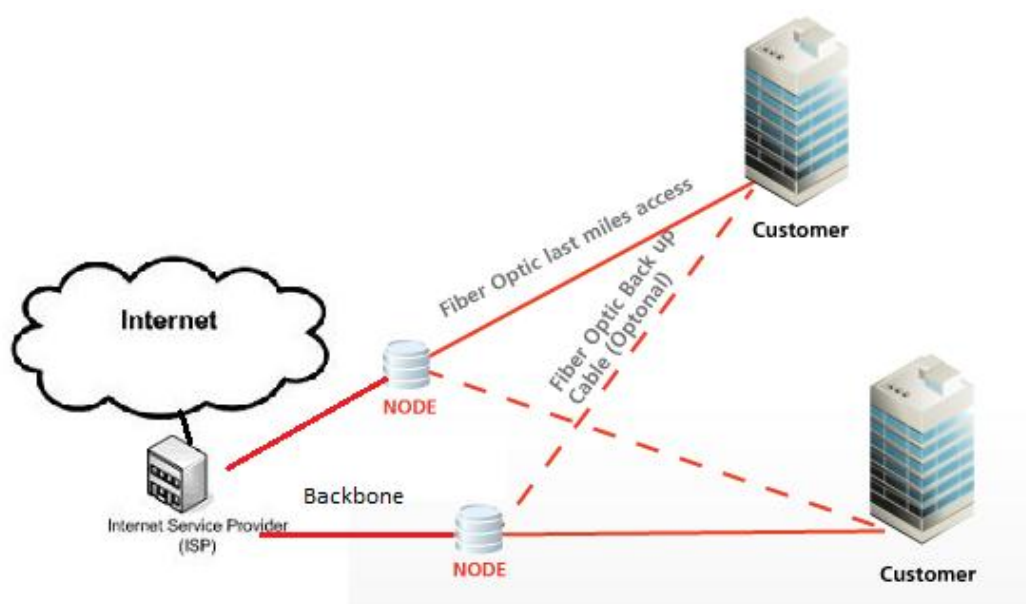 Customer
Fiber Optic last miles access
Fiber Optic Back up
Cable (Optonal)
Internet
NODE
Backbone
Internet Service Provider
(ISP)
NODE
Customer